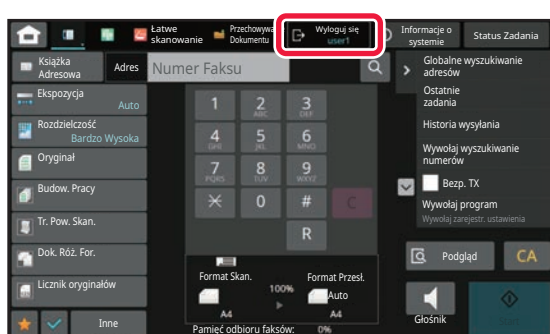 Łatwe
skanowanie
Przechowywa
Dokumentu
Wyloguj się
user1
Informacje o
systemie
Status Zadania
Książka
Adresowa
Adres
Numer Faksu
Globalne wyszukiwanie
adresów
Ekspozycja
Auto
Ostatnie
zadania
Rozdzielczość
Bardzo Wysoka
Historia wysyłania
Oryginał
Wywołaj wyszukiwanie
numerów
Budow. Pracy
Bezp. TX
Tr. Pow. Skan.
Wywołaj program
Wywołaj zarejestr. ustawienia
Dok. Róż. For.
Licznik oryginałów
Inne
1
2
ABC
3
DEF
4
GHI
5
JKL
6
MNO
7
PQRS
8
TUV
9
WXYZ
0
#
C
R
Format Skan.
100%
Format Przesł.
Auto
A4
A4
Pamięć odbioru faksów: 0%
Podgląd
CA
Głośnik